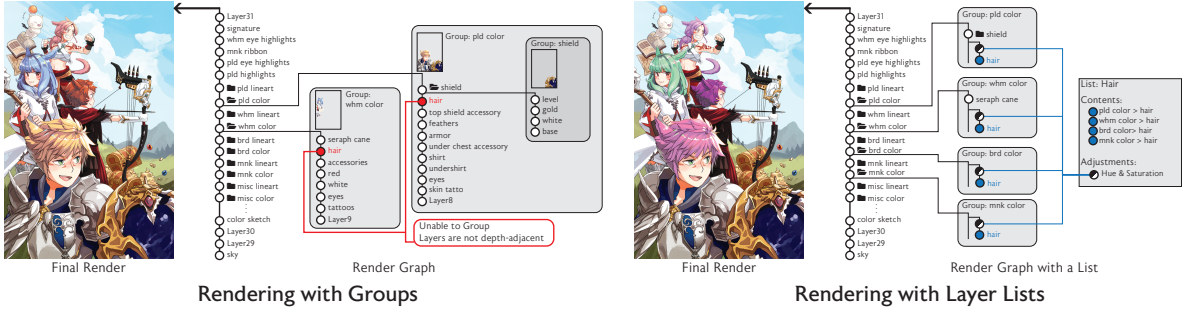 Layer31
signature
whm eye highlights
mnk ribbon
pld eye highlights
pld highlights
pld lineart
pld color
whm lineart
whm color
brd lineart
brd color
mnk lineart
mnk color
misc lineart
misc color
color sketch
Layer30
Layer29
sky
Group:
whm color
seraph cane
hair
accessories
red
white
eyes
tattoos
Layer9
Group: pld color
shield
hair
top shield accessory
feathers
armor
under chest accessory
shirt
undershirt
eyes
skin tatto
Layer8
Group: shield
level
gold
white
base
Unable to Group
Layers are not depth-adjacent
Final Render
Render Graph
Rendering with Groups
Layer31
signature
whm eye highlights
mnk ribbon
pld eye highlights
pld highlights
pld lineart
pld color
whm lineart
whm color
brd lineart
brd color
mnk lineart
mnk color
misc lineart
misc color
color sketch
Layer30
Layer29
sky
Group: pld color
shield
hair
Group: whm color
seraph cane
hair
Group: brd color
hair
Group: mnk color
hair
List: Hair
Contents:
pld color > hair
whm color > hair
brd color> hair
mnk color > hair
Adjustments:
Hue & Saturation
Final Render
Render Graph with a List
Rendering with Layer Lists